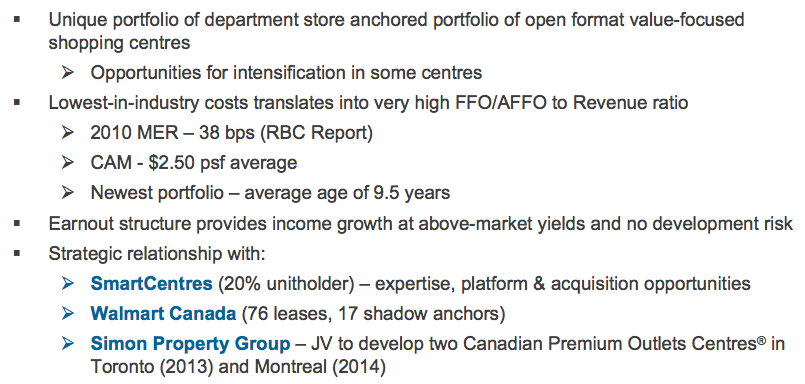 ▪ Unique portfolio of department store anchored portfolio of open format value-focused
shopping centres
➢ Opportunities for intensification in some centres
▪ Lowest-in-industry costs translates into very high FFO/AFFO to Revenue ratio
➢ 2010 MER – 38 bps (RBC Report)
➢ CAM - $2.50 psf average
➢ Newest portfolio – average age of 9.5 years
▪ Earnout structure provides income growth at above-market yields and no development risk
▪ Strategic relationship with:
➢ SmartCentres (20% unitholder) – expertise, platform & acquisition opportunities
➢ Walmart Canada (76 leases, 17 shadow anchors)
➢ Simon Property Group – JV to develop two Canadian Premium Outlets Centres® in
Toronto (2013) and Montreal (2014)